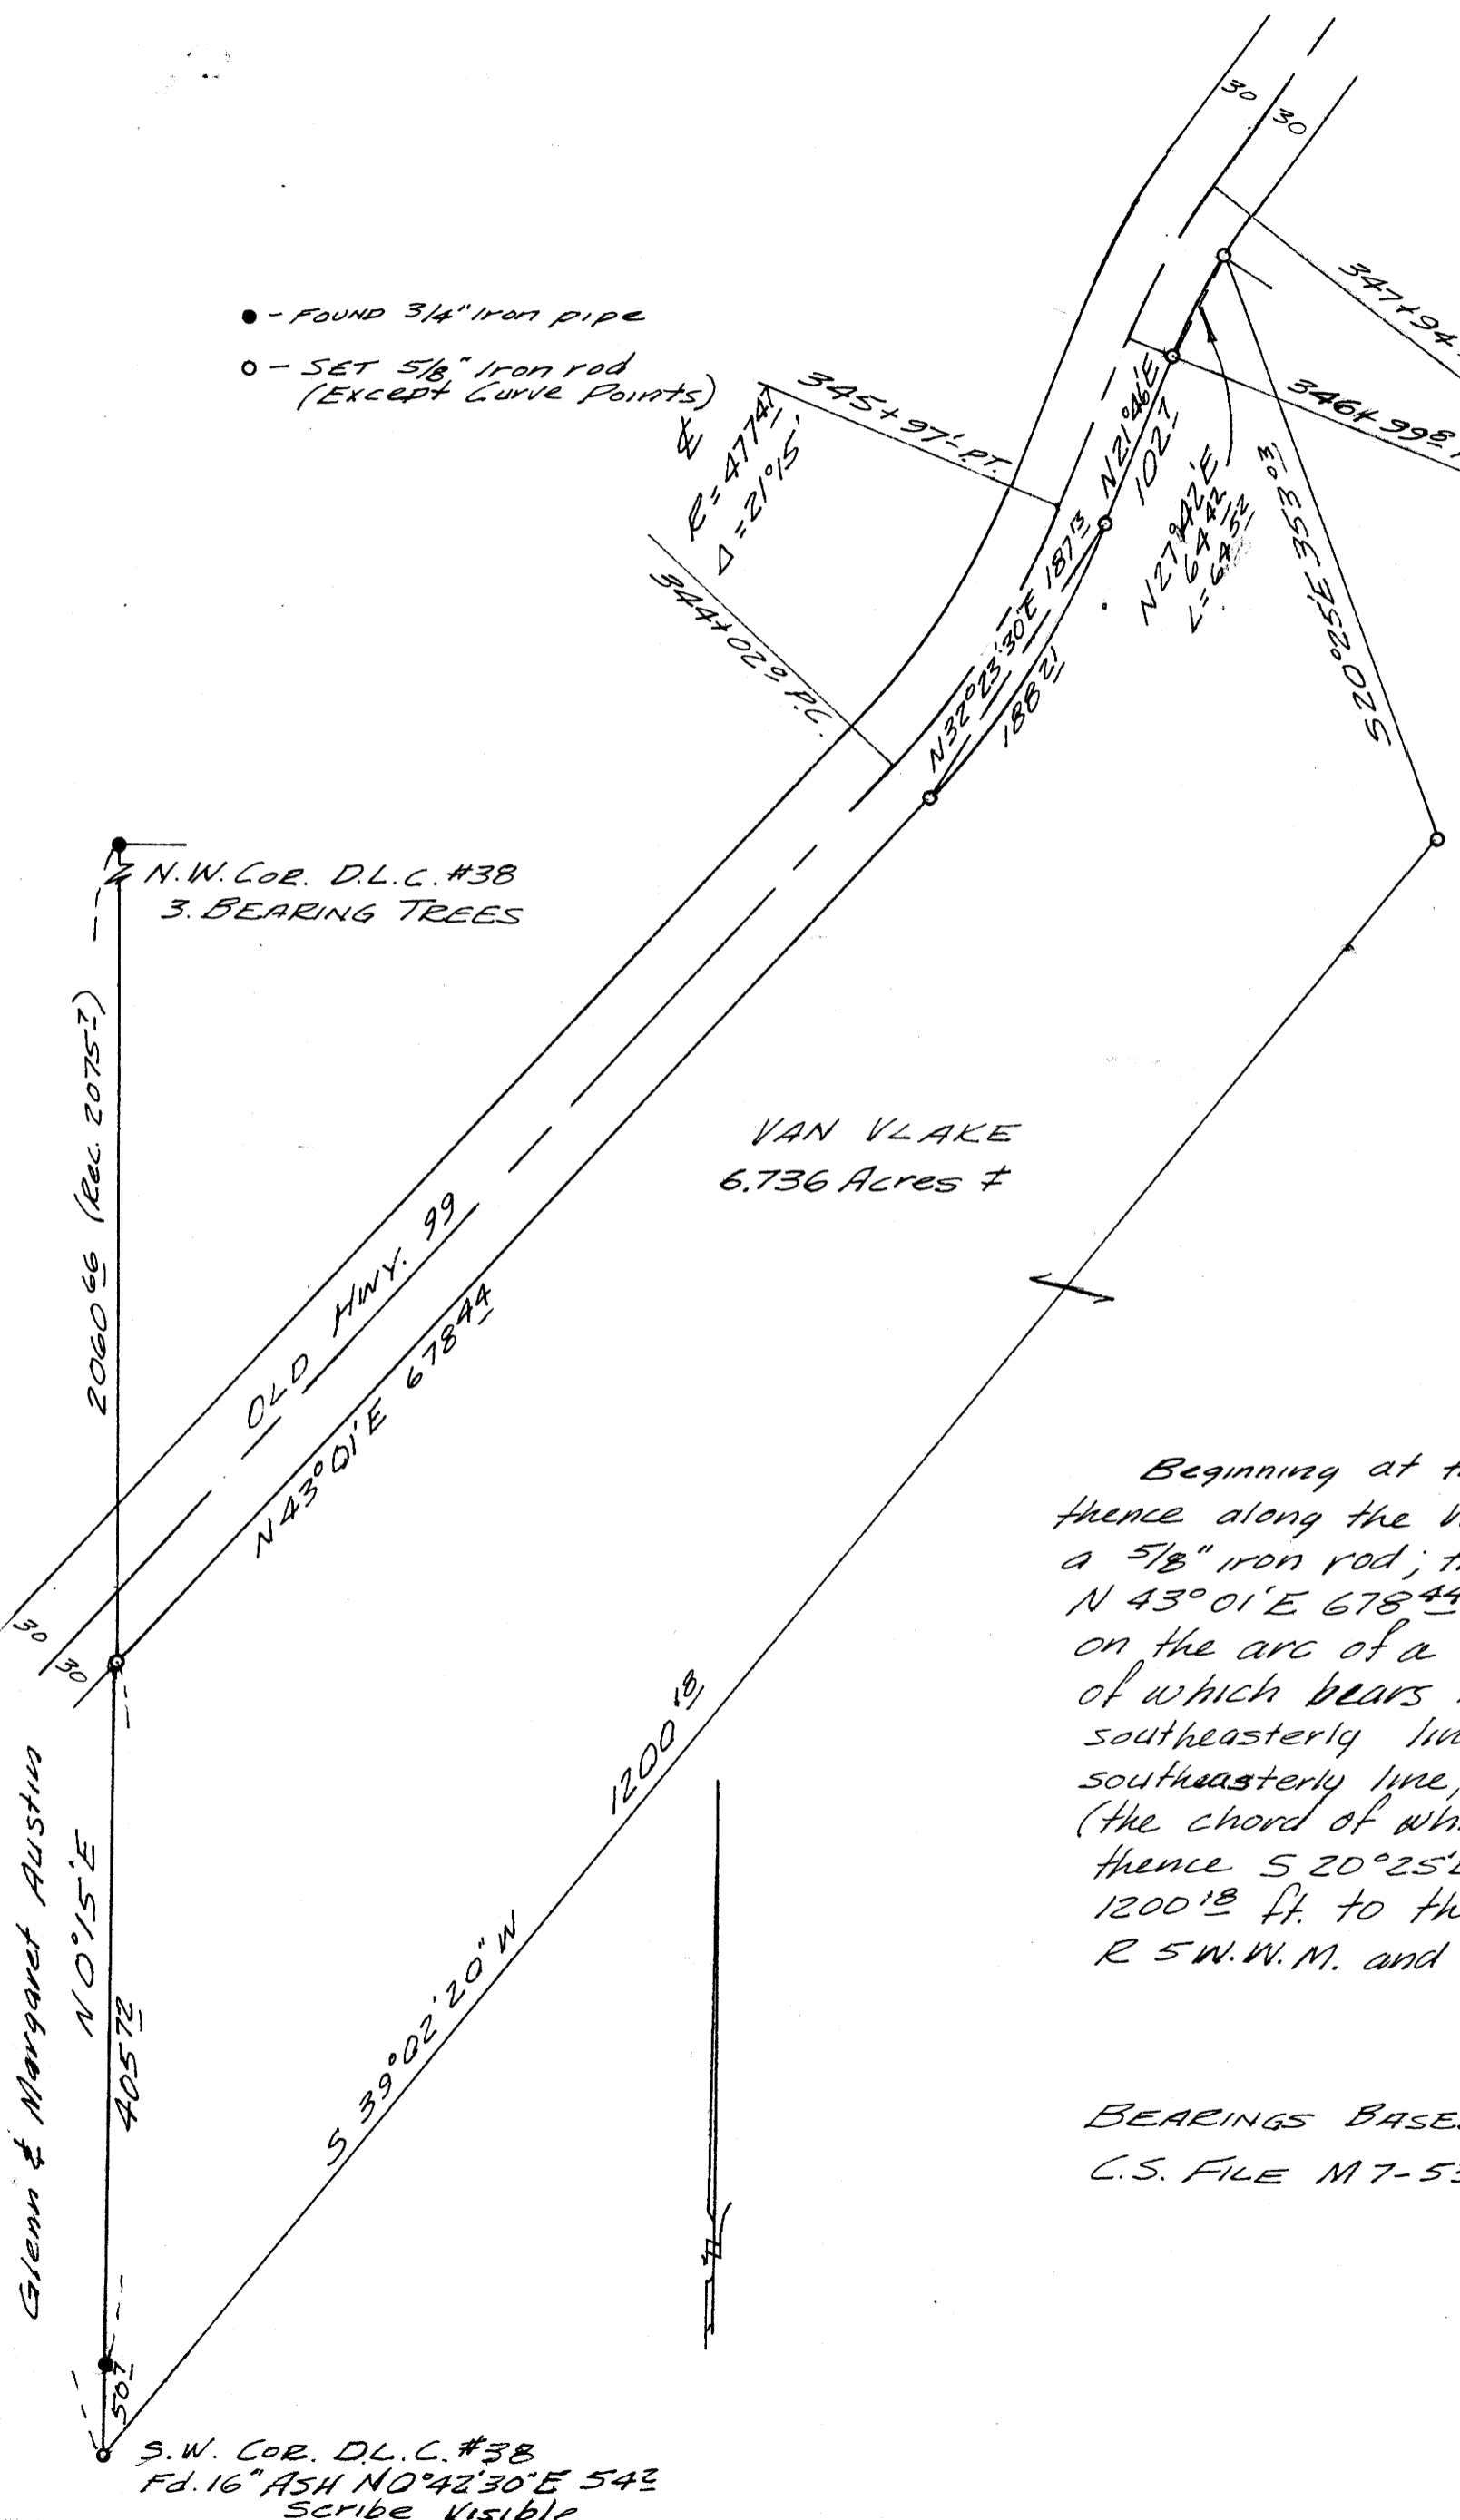 30
30
347+94
● - FOUND 3/4" Iron pipe
○ - SET 5/8" Iron rod
(Except Curve Points)
345+97.1 P.T.
346+99.8
℄
R=477.47
Δ=21°15'
344+02.0 P.C.
N21°46'E
102.7
N27°42'E
64.42
L=64.52
S20°25'E 353.03
N32°23'30"E 187.13
188.21
N.W. COR. D.L.C. #38
3. BEARING TREES
2060.66 (Rec. 2075.7)
VAN VLAKE
6.736 Acres ±
OLD HWY. 99
N43°01'E 678.44
30
30
Beginning at
thence along the
a 5/8" iron rod;
N 43°01'E 678.44
on the arc of a
of which bears
southeasterly
southeasterly line,
(the chord of
thence S 20°25'
1200.18 ft. to
R 5 W.W.M. and
1200.18
S 39°02'20" W
Glenn & Margaret Austin
N0°15'E
405.72
BEARINGS
C.S. FILE M7-5
50.7
S.W. COR. D.L.C. #38
Fd. 16" ASH N0°42'30"E 54.2
Scribe Visible